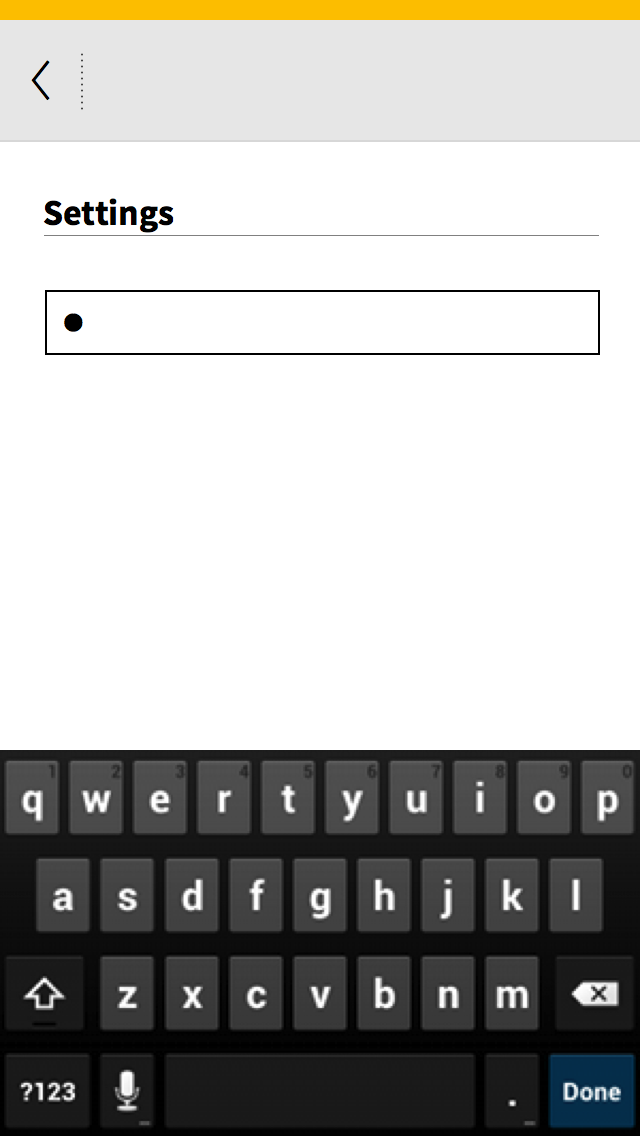 Settings
●
1 2 3 4 5 6 7 8 9 0
q w e r t y u i o p
a s d f g h j k l
z x c v b n m
?123 . Done